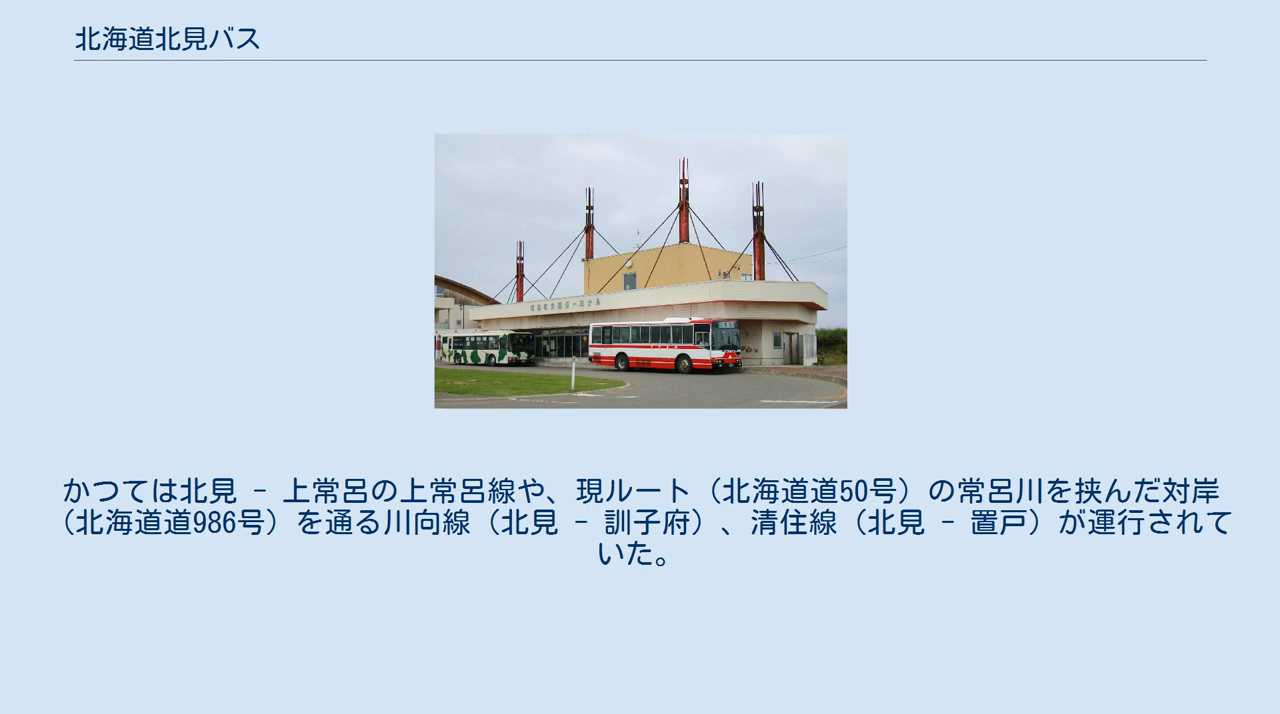 北海道北見バス
かつては北見 - 上常呂の上常呂線や、現ルート（北海道道50号）の常呂川を挟んだ対岸
（北海道道986号）を通る川向線（北見 - 訓子府）、清住線（北見 - 置戸）が運行されて
いた。